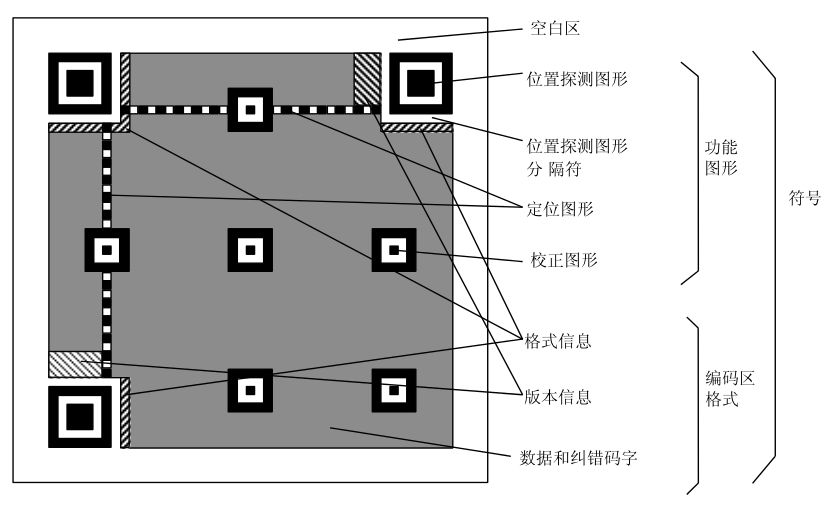 空白区
位置探测图形
位置探测图形
分 隔符
功能
图形
符号
定位图形
校正图形
格式信息
版本信息
编码区
格式
数据和纠错码字